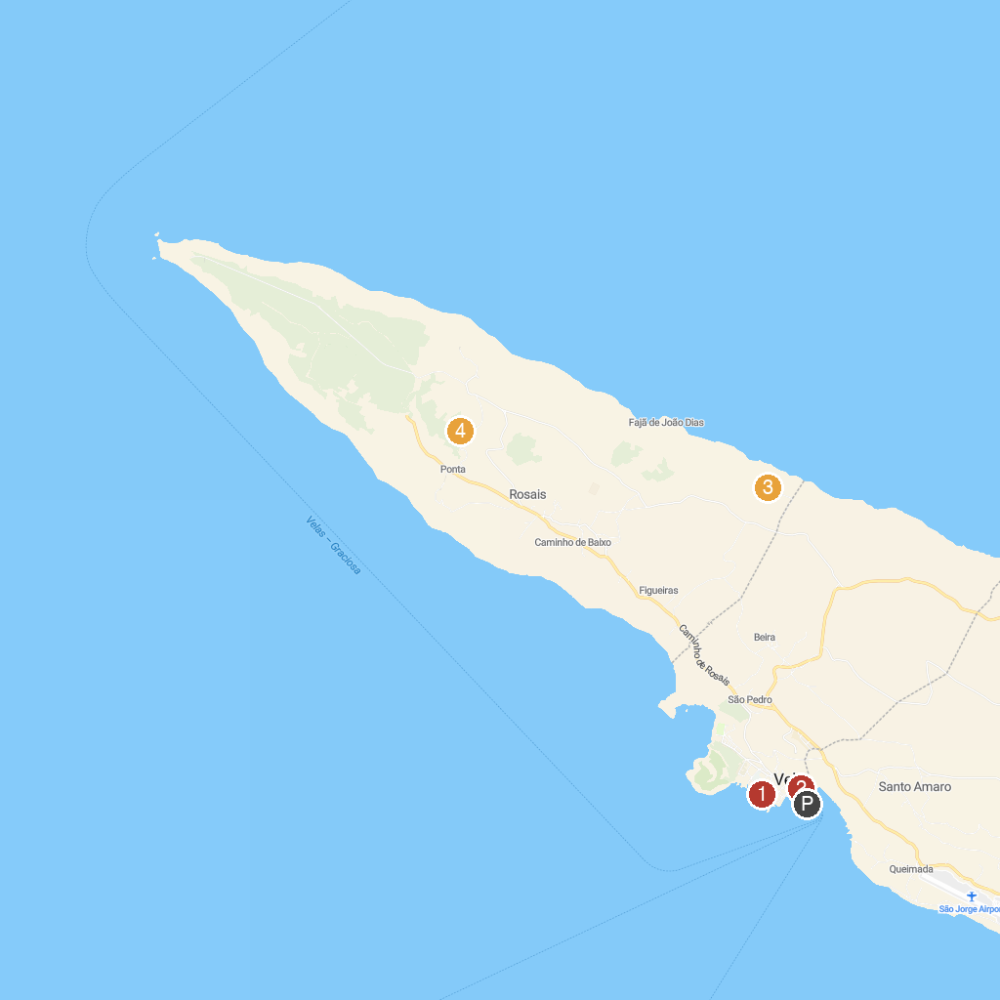 Fajã de João Dias
4
Ponta
3
Rosais
Velas – Graciosa
Caminho de Baixo
Figueiras
Caminho de Rosais
Beira
São Pedro
1
2
P
Santo Amaro
Queimada
São Jorge Airpor